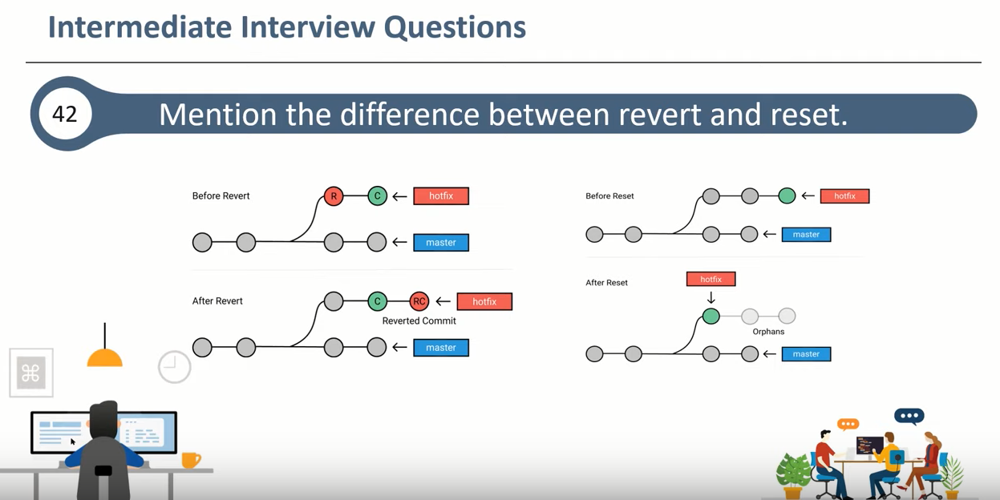 Intermediate Interview Questions
42
Mention the difference between revert and reset.
Before Revert
R
C
hotfix
master
After Revert
C
RC
hotfix
Reverted Commit
master
Before Reset
hotfix
master
After Reset
hotfix
Orphans
master